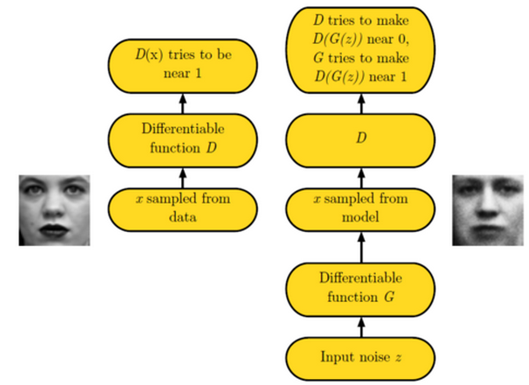 D(x) tries to be
near 1
Differentiable
function D
x sampled from
data
D tries to make
D(G(z)) near 0,
G tries to make
D(G(z)) near 1
D
x sampled from
model
Differentiable
function G
Input noise z